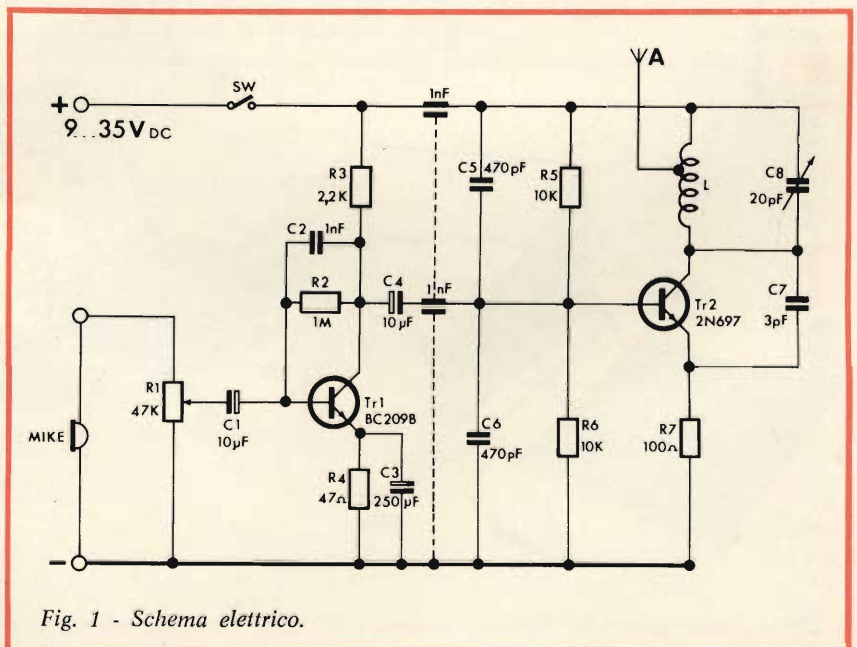 A
SW
1nF
+
9...35V DC
R3
2,2K
C5 470pF
R5
10K
L
C8
20pF
C2 1nF
R2
1M
C4
10µF
1nF
Tr2
2N697
C7
3pF
R1
47K
C1
10µF
Tr1
BC209B
MIKE
R4
47Ω
C3
250µF
C6
470pF
R6
10K
R7
100Ω
-
Fig. 1 - Schema elettrico.